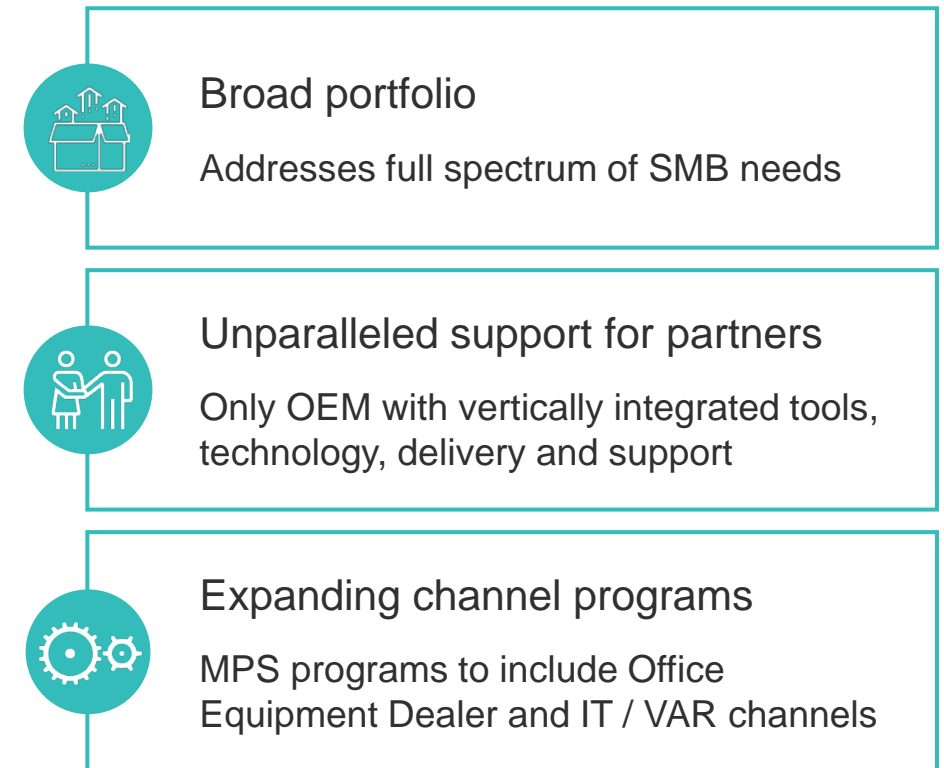 Broad portfolio
Addresses full spectrum of SMB needs
Unparalleled support for partners
Only OEM with vertically integrated tools,
technology, delivery and support
Expanding channel programs
MPS programs to include Office
Equipment Dealer and IT / VAR channels